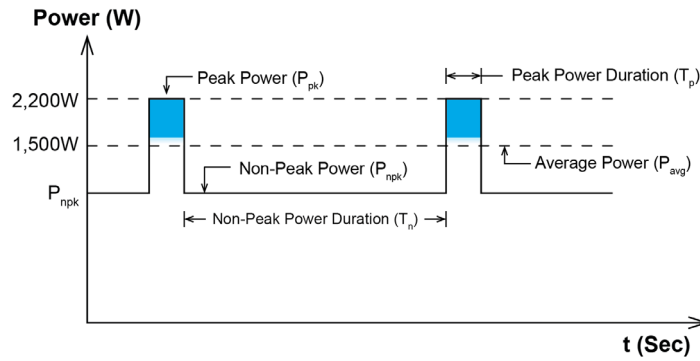 Power (W)
Peak Power (Ppk)
Peak Power Duration (Tp)
2,200W
1,500W
Non-Peak Power (Pnpk)
Average Power (Pavg)
Pnpk
Non-Peak Power Duration (Tn)
t (Sec)